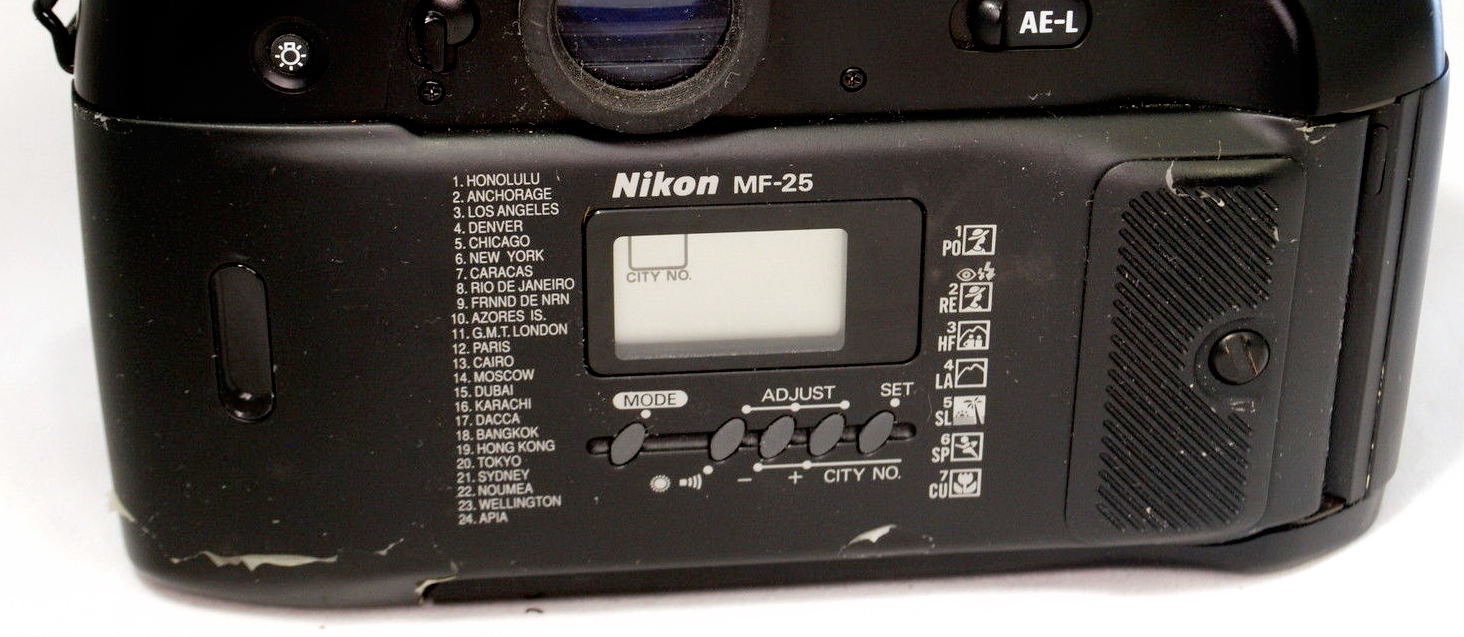 AE-L
Nikon MF-25
1. HONOLULU
2. ANCHORAGE
3. LOS ANGELES
4. DENVER
5. CHICAGO
6. NEW YORK
7. CARACAS
8. RIO DE JANEIRO
9. FRNND DE NRN
10. AZORES IS.
11. G.M.T. LONDON
12. PARIS
13. CAIRO
14. MOSCOW
15. DUBAI
16. KARACHI
17. DACCA
18. BANGKOK
19. HONG KONG
20. TOKYO
21. SYDNEY
22. NOUMEA
23. WELLINGTON
24. APIA
CITY NO.
MODE
ADJUST
SET
− + CITY NO.
1
PO
2
RE
3
HF
4
LA
5
SL
6
SP
7
CU